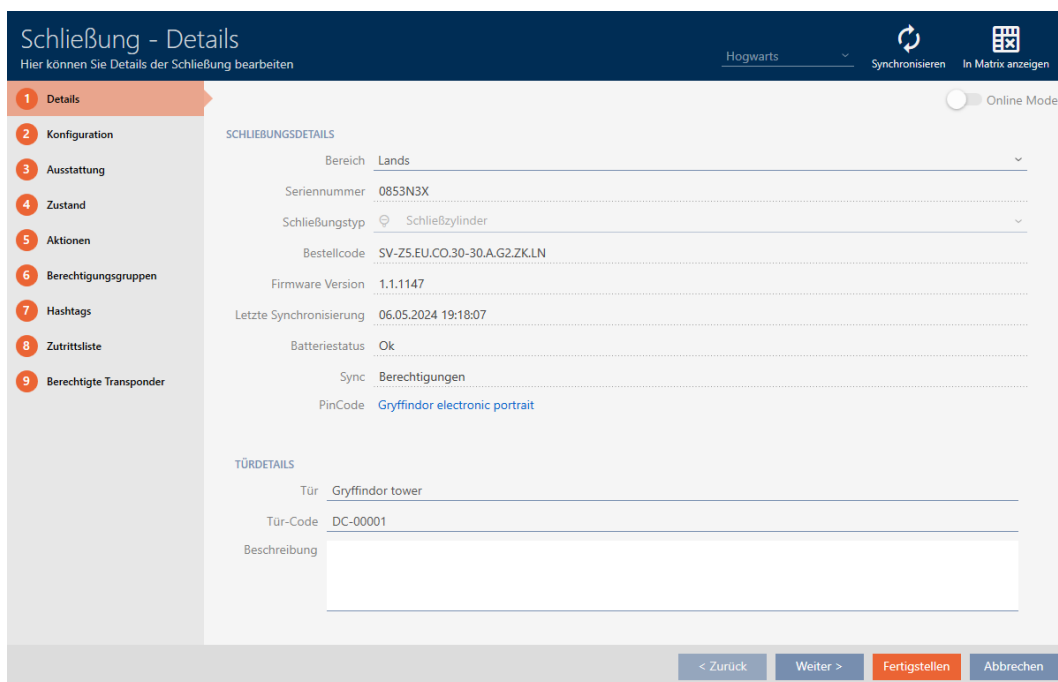 Schließung - Details
Hier können Sie Details der Schließung bearbeiten
Hogwarts
Synchronisieren
In Matrix anzeigen
1 Details
2 Konfiguration
3 Ausstattung
4 Zustand
5 Aktionen
6 Berechtigungsgruppen
7 Hashtags
8 Zutrittsliste
9 Berechtigte Transponder
Online Mode
SCHLIEßUNGSDETAILS
Bereich Lands
Seriennummer 0853N3X
Schließungstyp Schließzylinder
Bestellcode SV-Z5.EU.CO.30-30.A.G2.ZK.LN
Firmware Version 1.1.1147
Letzte Synchronisierung 06.05.2024 19:18:07
Batteriestatus Ok
Sync Berechtigungen
PinCode Gryffindor electronic portrait
TÜRDETAILS
Tür Gryffindor tower
Tür-Code DC-00001
Beschreibung
< Zurück
Weiter >
Fertigstellen
Abbrechen